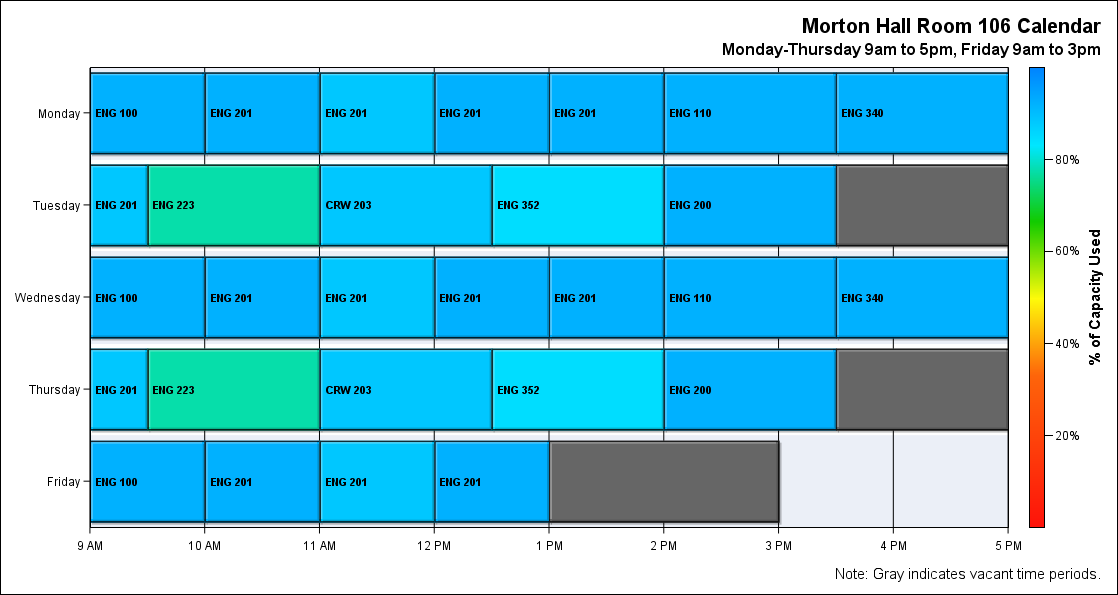 Morton Hall Room 106 Calendar
Monday-Thursday 9am to 5pm, Friday 9am to 3pm
Monday
ENG 100 ENG 201 ENG 201 ENG 201 ENG 201 ENG 110 ENG 340
Tuesday
ENG 201 ENG 223 CRW 203 ENG 352 ENG 200
Wednesday
ENG 100 ENG 201 ENG 201 ENG 201 ENG 201 ENG 110 ENG 340
Thursday
ENG 201 ENG 223 CRW 203 ENG 352 ENG 200
Friday
ENG 100 ENG 201 ENG 201 ENG 201
9 AM 10 AM 11 AM 12 PM 1 PM 2 PM 3 PM 4 PM 5 PM
80%
60%
40%
20%
% of Capacity Used
Note: Gray indicates vacant time periods.